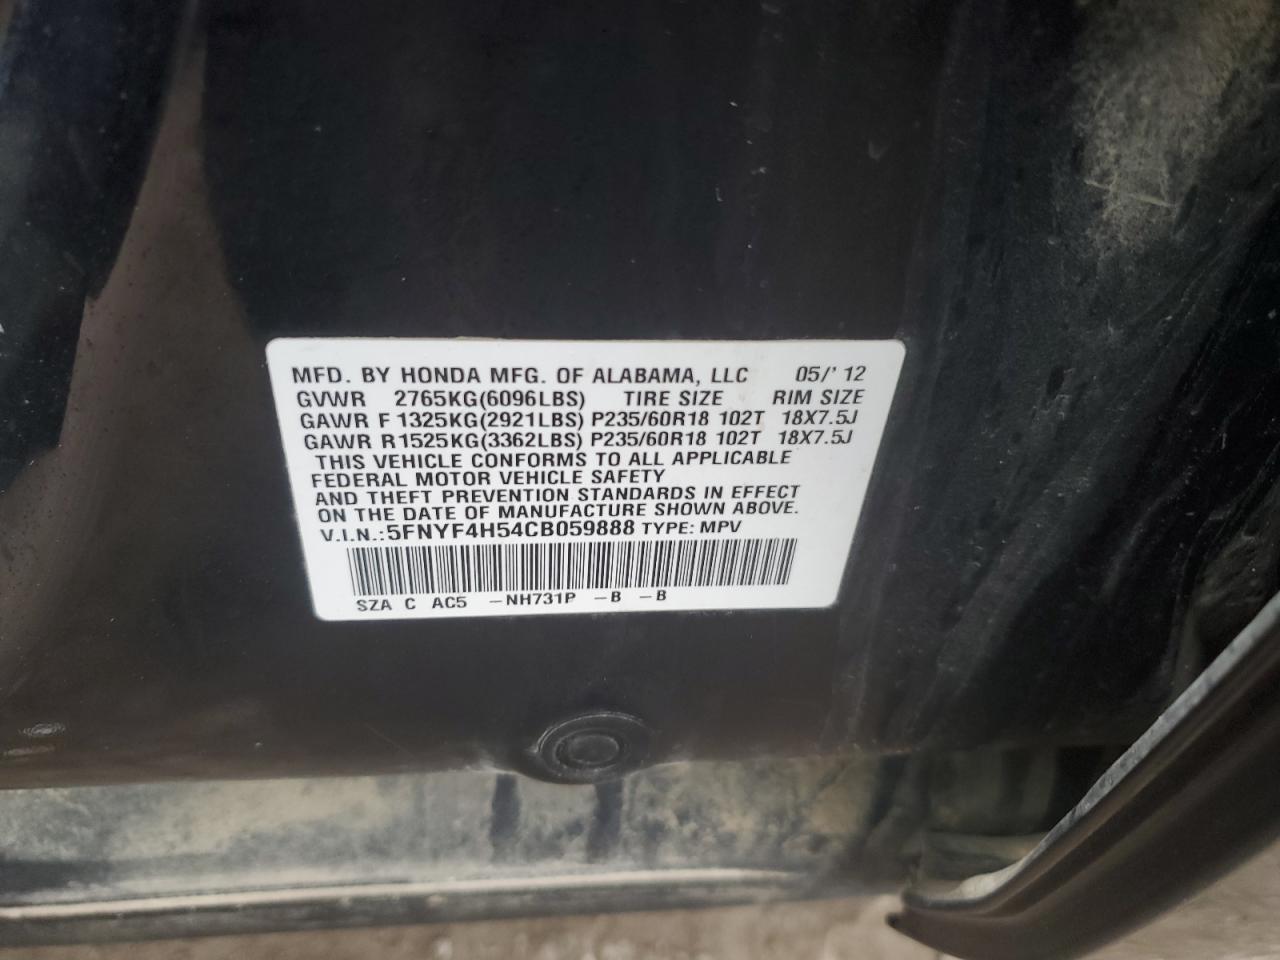 MFD. BY HONDA MFG. OF ALABAMA, LLC 05/'12
GVWR 2765KG(6096LBS) TIRE SIZE RIM SIZE
GAWR F 1325KG(2921LBS) P235/60R18 102T 18X7.5J
GAWR R1525KG(3362LBS) P235/60R18 102T 18X7.5J
THIS VEHICLE CONFORMS TO ALL APPLICABLE
FEDERAL MOTOR VEHICLE SAFETY
AND THEFT PREVENTION STANDARDS IN EFFECT
ON THE DATE OF MANUFACTURE SHOWN ABOVE.
V.I.N.:5FNYF4H54CB059888 TYPE: MPV
SZA C AC5 -NH731P -B -B